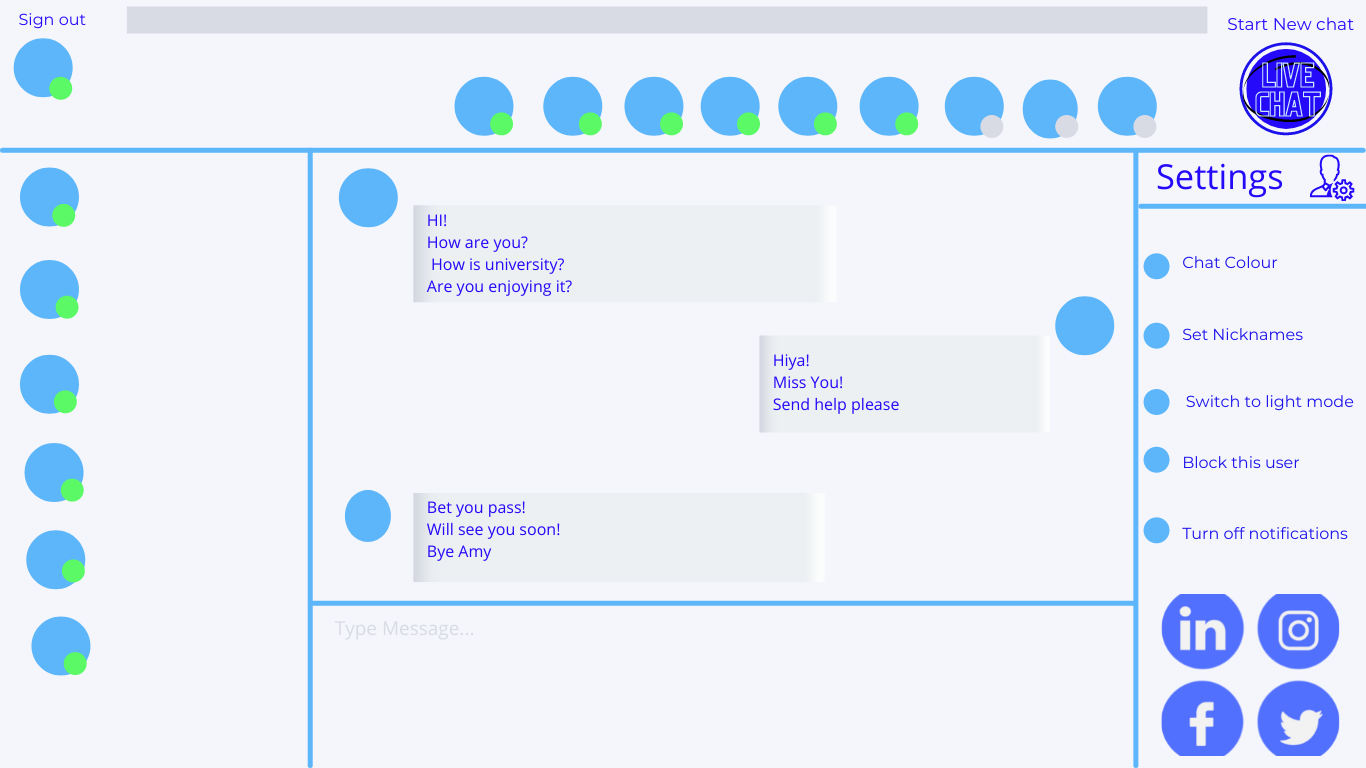 Sign out
Start New chat
LIVE
CHAT
Settings
HI!
How are you?
How is university?
Are you enjoying it?
Hiya!
Miss You!
Send help please
Bet you pass!
Will see you soon!
Bye Amy
Type Message...
Chat Colour
Set Nicknames
Switch to light mode
Block this user
Turn off notifications
in
f